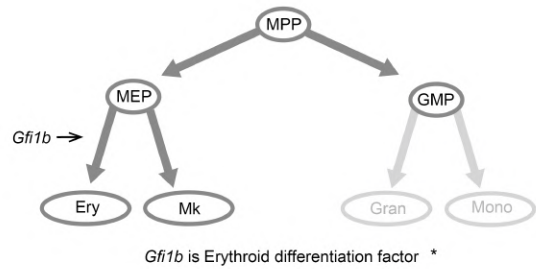 MPP
MEP
GMP
Gfi1b
Ery
Mk
Gran
Mono
Gfi1b is Erythroid differentiation factor *